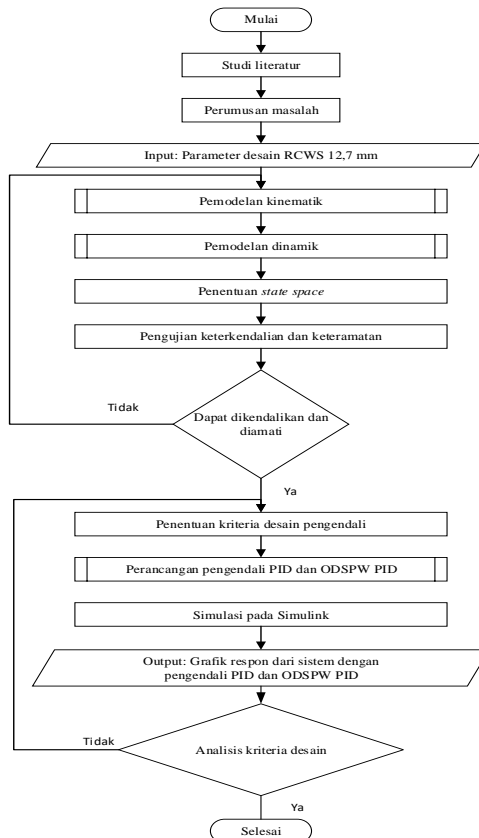 Mulai
Studi literatur
Perumusan masalah
Input: Parameter desain RCWS 12,7 mm
Pemodelan kinematik
Pemodelan dinamik
Penentuan state space
Pengujian keterkendalian dan keteramatan
Tidak
Dapat dikendalikan dan
diamati
Ya
Penentuan kriteria desain pengendali
Perancangan pengendali PID dan ODSPW PID
Simulasi pada Simulink
Output: Grafik respon dari sistem dengan
pengendali PID dan ODSPW PID
Tidak
Analisis kriteria desain
Ya
Selesai